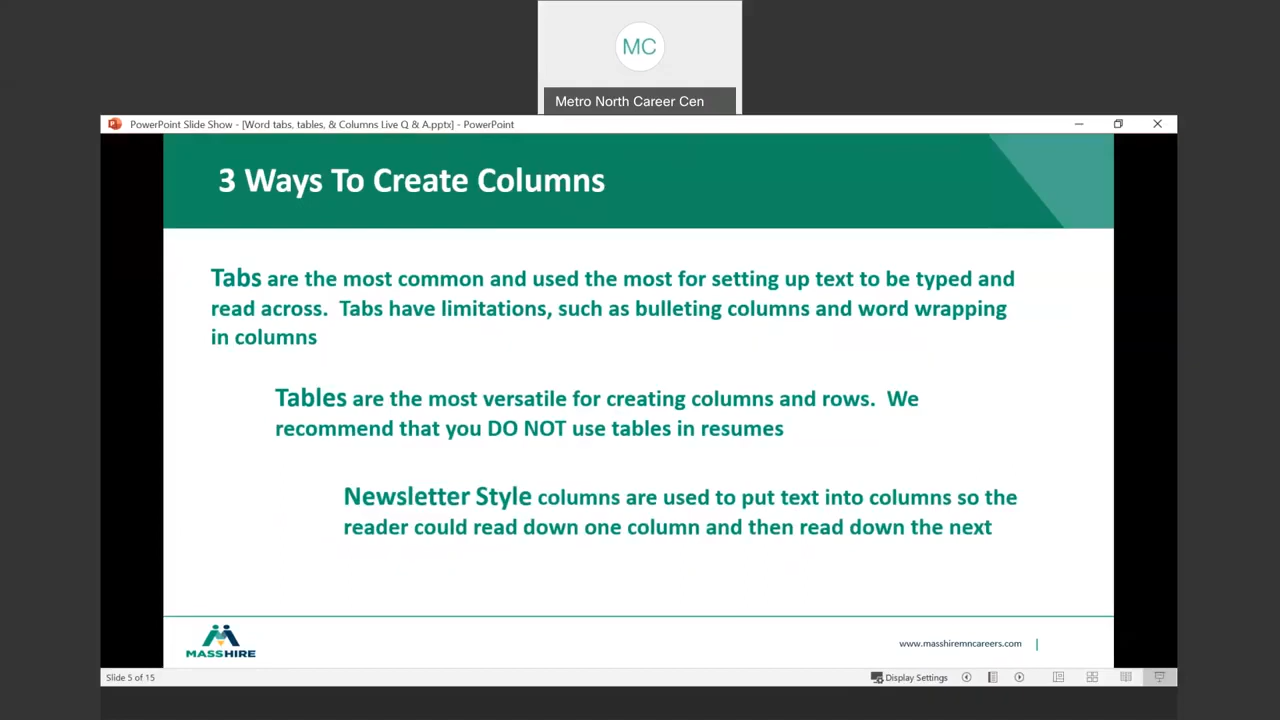 MC
Metro North Career Cen
PowerPoint Slide Show - [Word tabs, tables, & Columns Live Q & A.pptx] - PowerPoint
3 Ways To Create Columns
Tabs are the most common and used the most for setting up text to be typed and
read across. Tabs have limitations, such as bulleting columns and word wrapping
in columns
Tables are the most versatile for creating columns and rows. We
recommend that you DO NOT use tables in resumes
Newsletter Style columns are used to put text into columns so the
reader could read down one column and then read down the next
MASSHIRE
www.masshiremncareers.com
Slide 5 of 15
Display Settings